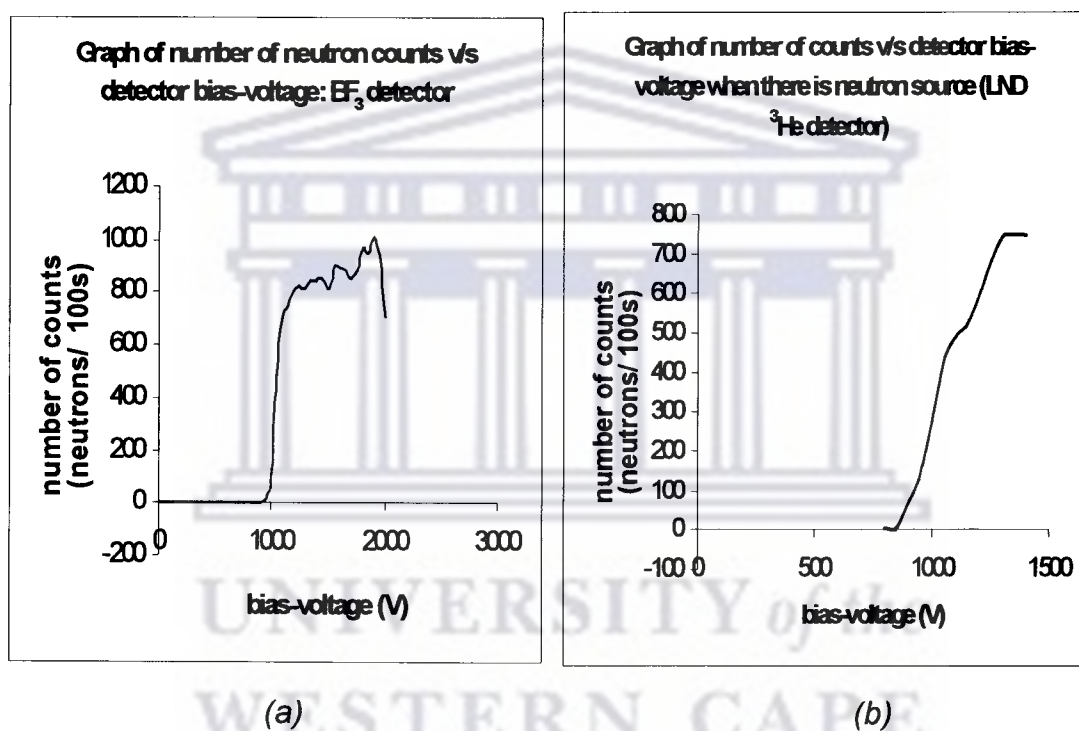 Graph of number of neutron counts v/s
detector bias-voltage: BF₃ detector
1200
1000
800
600
400
200
0
-200
0
1000
2000
3000
number of counts
(neutrons/ 100s)
bias-voltage (V)
(a)
Graph of number of counts v/s detector bias-
voltage when there is neutron source (LND
³He detector)
800
700
600
500
400
300
200
100
0
-100
0
500
1000
1500
number of counts
(neutrons/ 100s)
bias-voltage (V)
(b)
UNIVERSITY of the
WESTERN CAPE